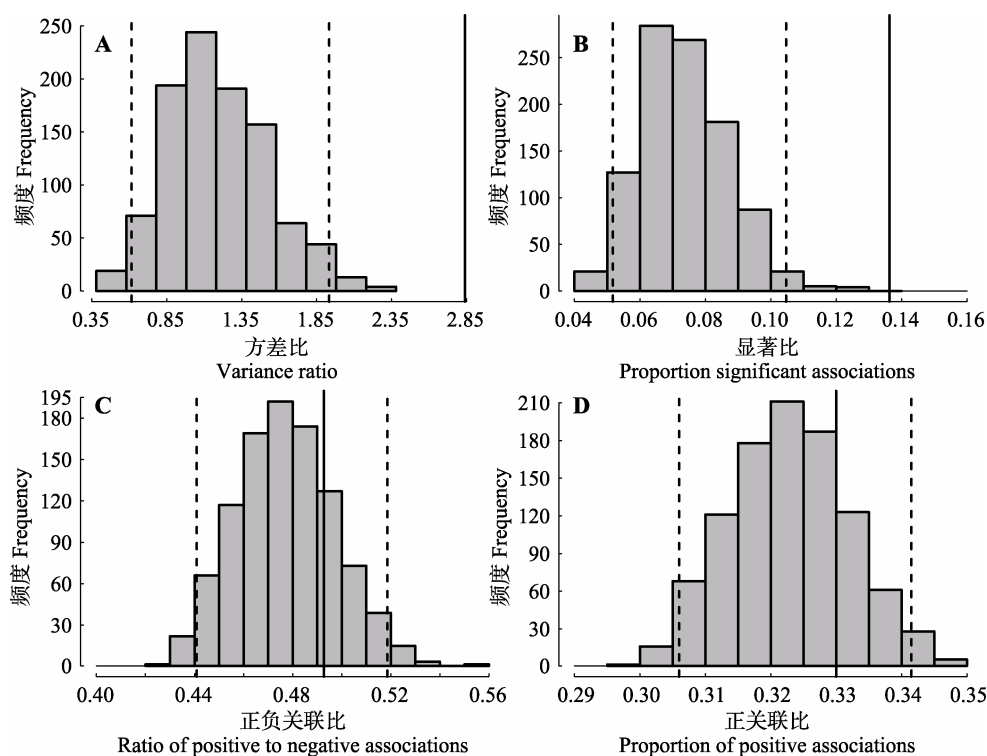 A
250
200
150
100
50
0
频度 Frequency
0.35 0.85 1.35 1.85 2.35 2.85
方差比
Variance ratio
B
250
200
150
100
50
0
频度 Frequency
0.04 0.06 0.08 0.10 0.12 0.14 0.16
显著比
Proportion significant associations
C
195
180
150
120
90
60
30
0
频度 Frequency
0.40 0.44 0.48 0.52 0.56
正负关联比
Ratio of positive to negative associations
D
210
180
150
120
90
60
30
0
频度 Frequency
0.29 0.30 0.31 0.32 0.33 0.34 0.35
正关联比
Proportion of positive associations